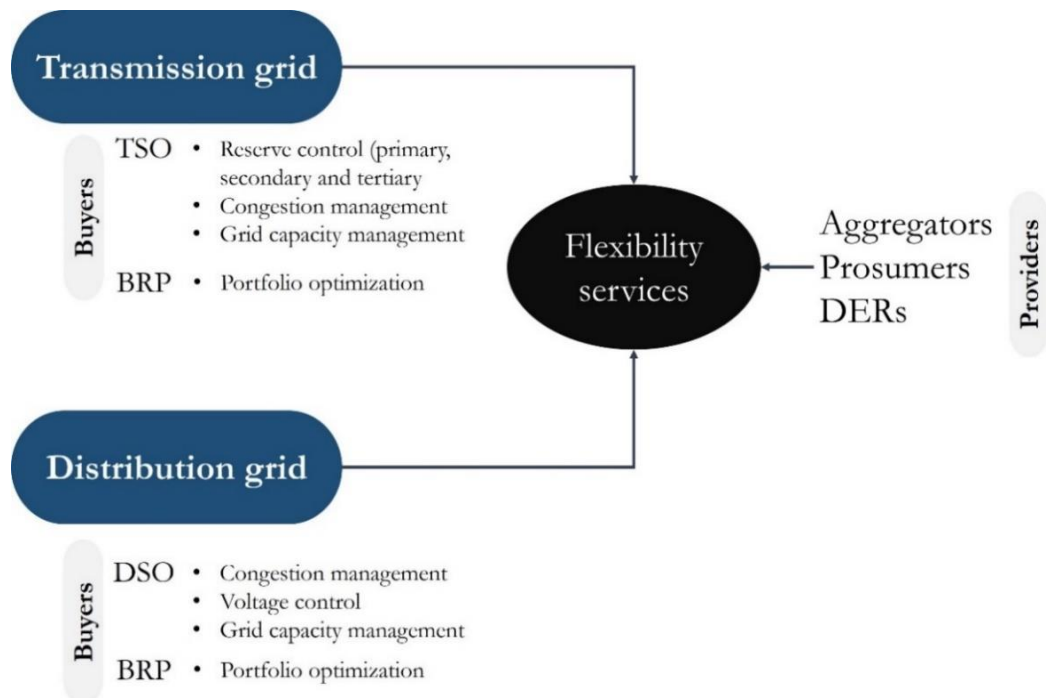 Transmission grid
Buyers
TSO • Reserve control (primary,
secondary and tertiary
• Congestion management
• Grid capacity management
BRP • Portfolio optimization
Flexibility
services
Aggregators
Prosumers
DERs
Providers
Distribution grid
Buyers
DSO • Congestion management
• Voltage control
• Grid capacity management
BRP • Portfolio optimization